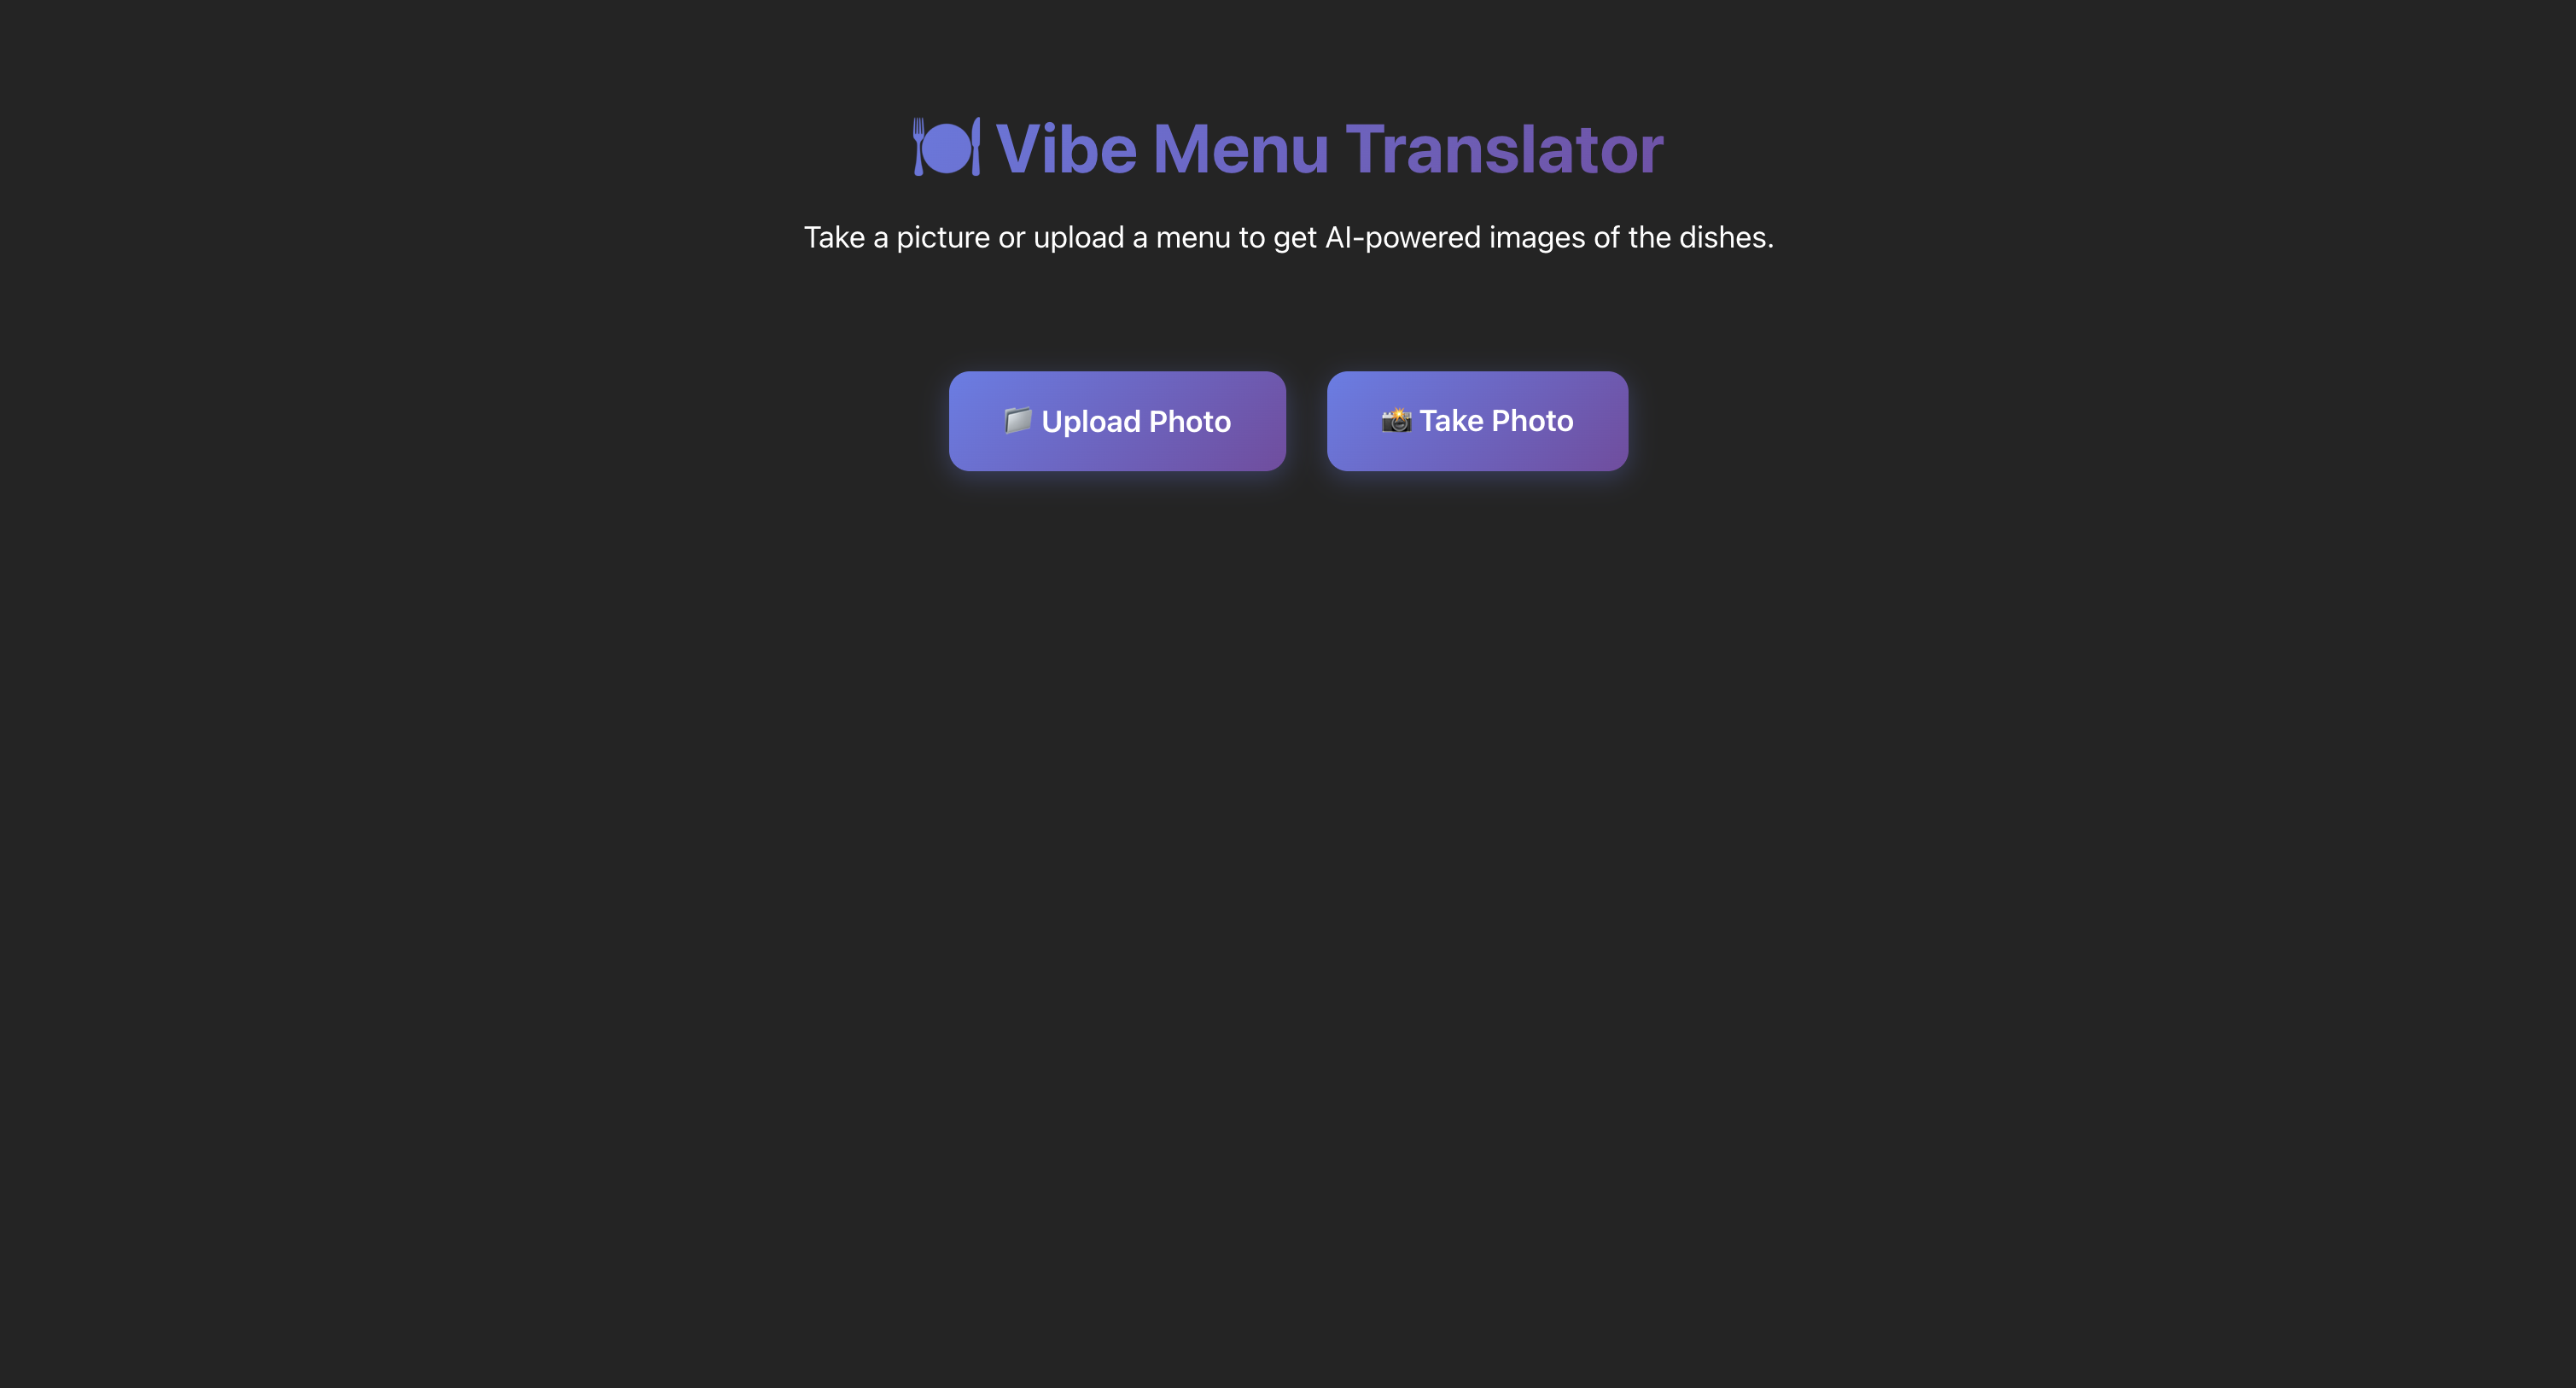 🍽️ Vibe Menu Translator
Take a picture or upload a menu to get AI-powered images of the dishes.
📁 Upload Photo
📸 Take Photo